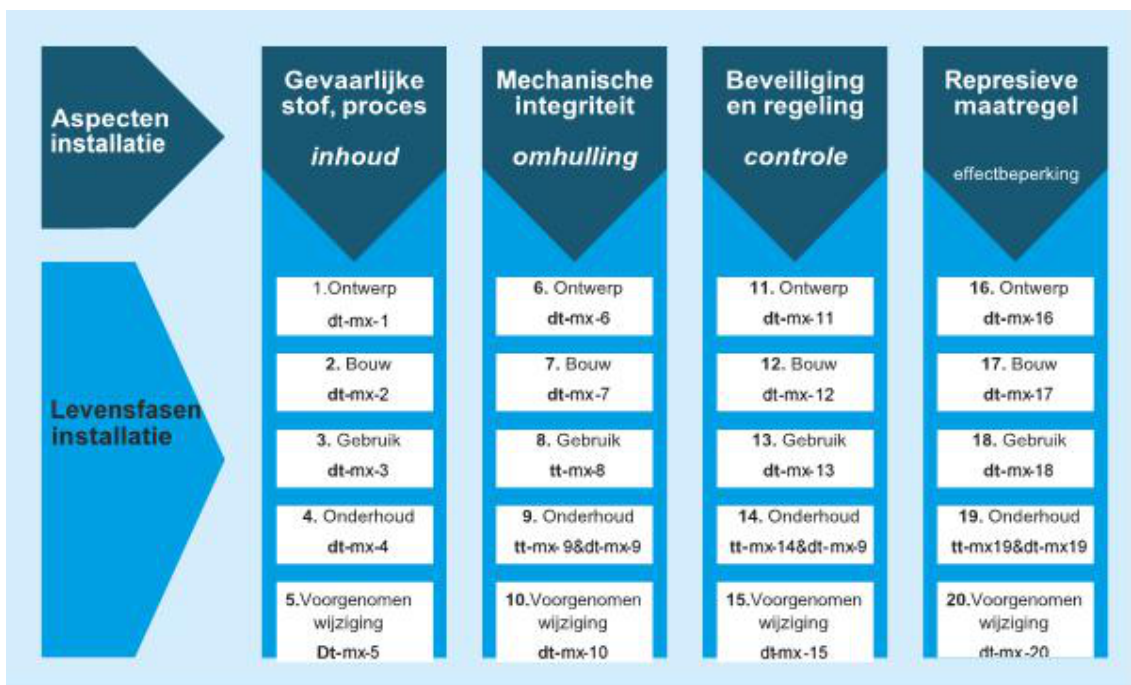 Aspecten
installatie
Gevaarlijke
stof, proces
inhoud
Mechanische
integriteit
omhulling
Beveiliging
en regeling
controle
Represieve
maatregel
effectbeperking
Levensfasen
installatie
1.Ontwerp
dt-mx-1
2. Bouw
dt-mx-2
3. Gebruik
dt-mx-3
4. Onderhoud
dt-mx-4
5.Voorgenomen
wijziging
Dt-mx-5
6. Ontwerp
dt-mx-6
7. Bouw
dt-mx-7
8. Gebruik
tt-mx-8
9. Onderhoud
tt-mx-9&dt-mx-9
10.Voorgenomen
wijziging
dt-mx-10
11. Ontwerp
dt-mx-11
12. Bouw
dt-mx-12
13. Gebruik
dt-mx-13
14. Onderhoud
tt-mx-14&dt-mx-9
15.Voorgenomen
wijziging
dt-mx-15
16. Ontwerp
dt-mx-16
17. Bouw
dt-mx-17
18. Gebruik
dt-mx-18
19. Onderhoud
tt-mx19&dt-mx19
20.Voorgenomen
wijziging
dt-mx-20